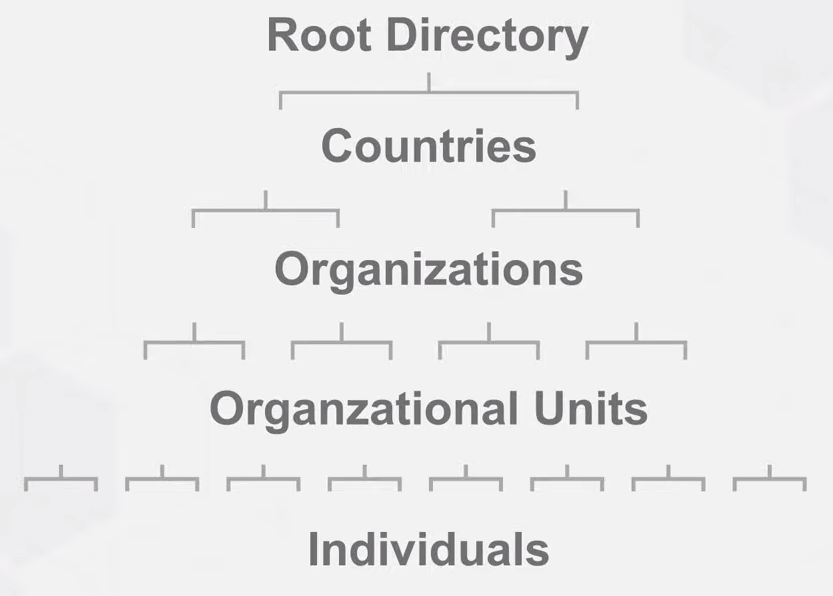 Root Directory
Countries
Organizations
Organzational Units
Individuals